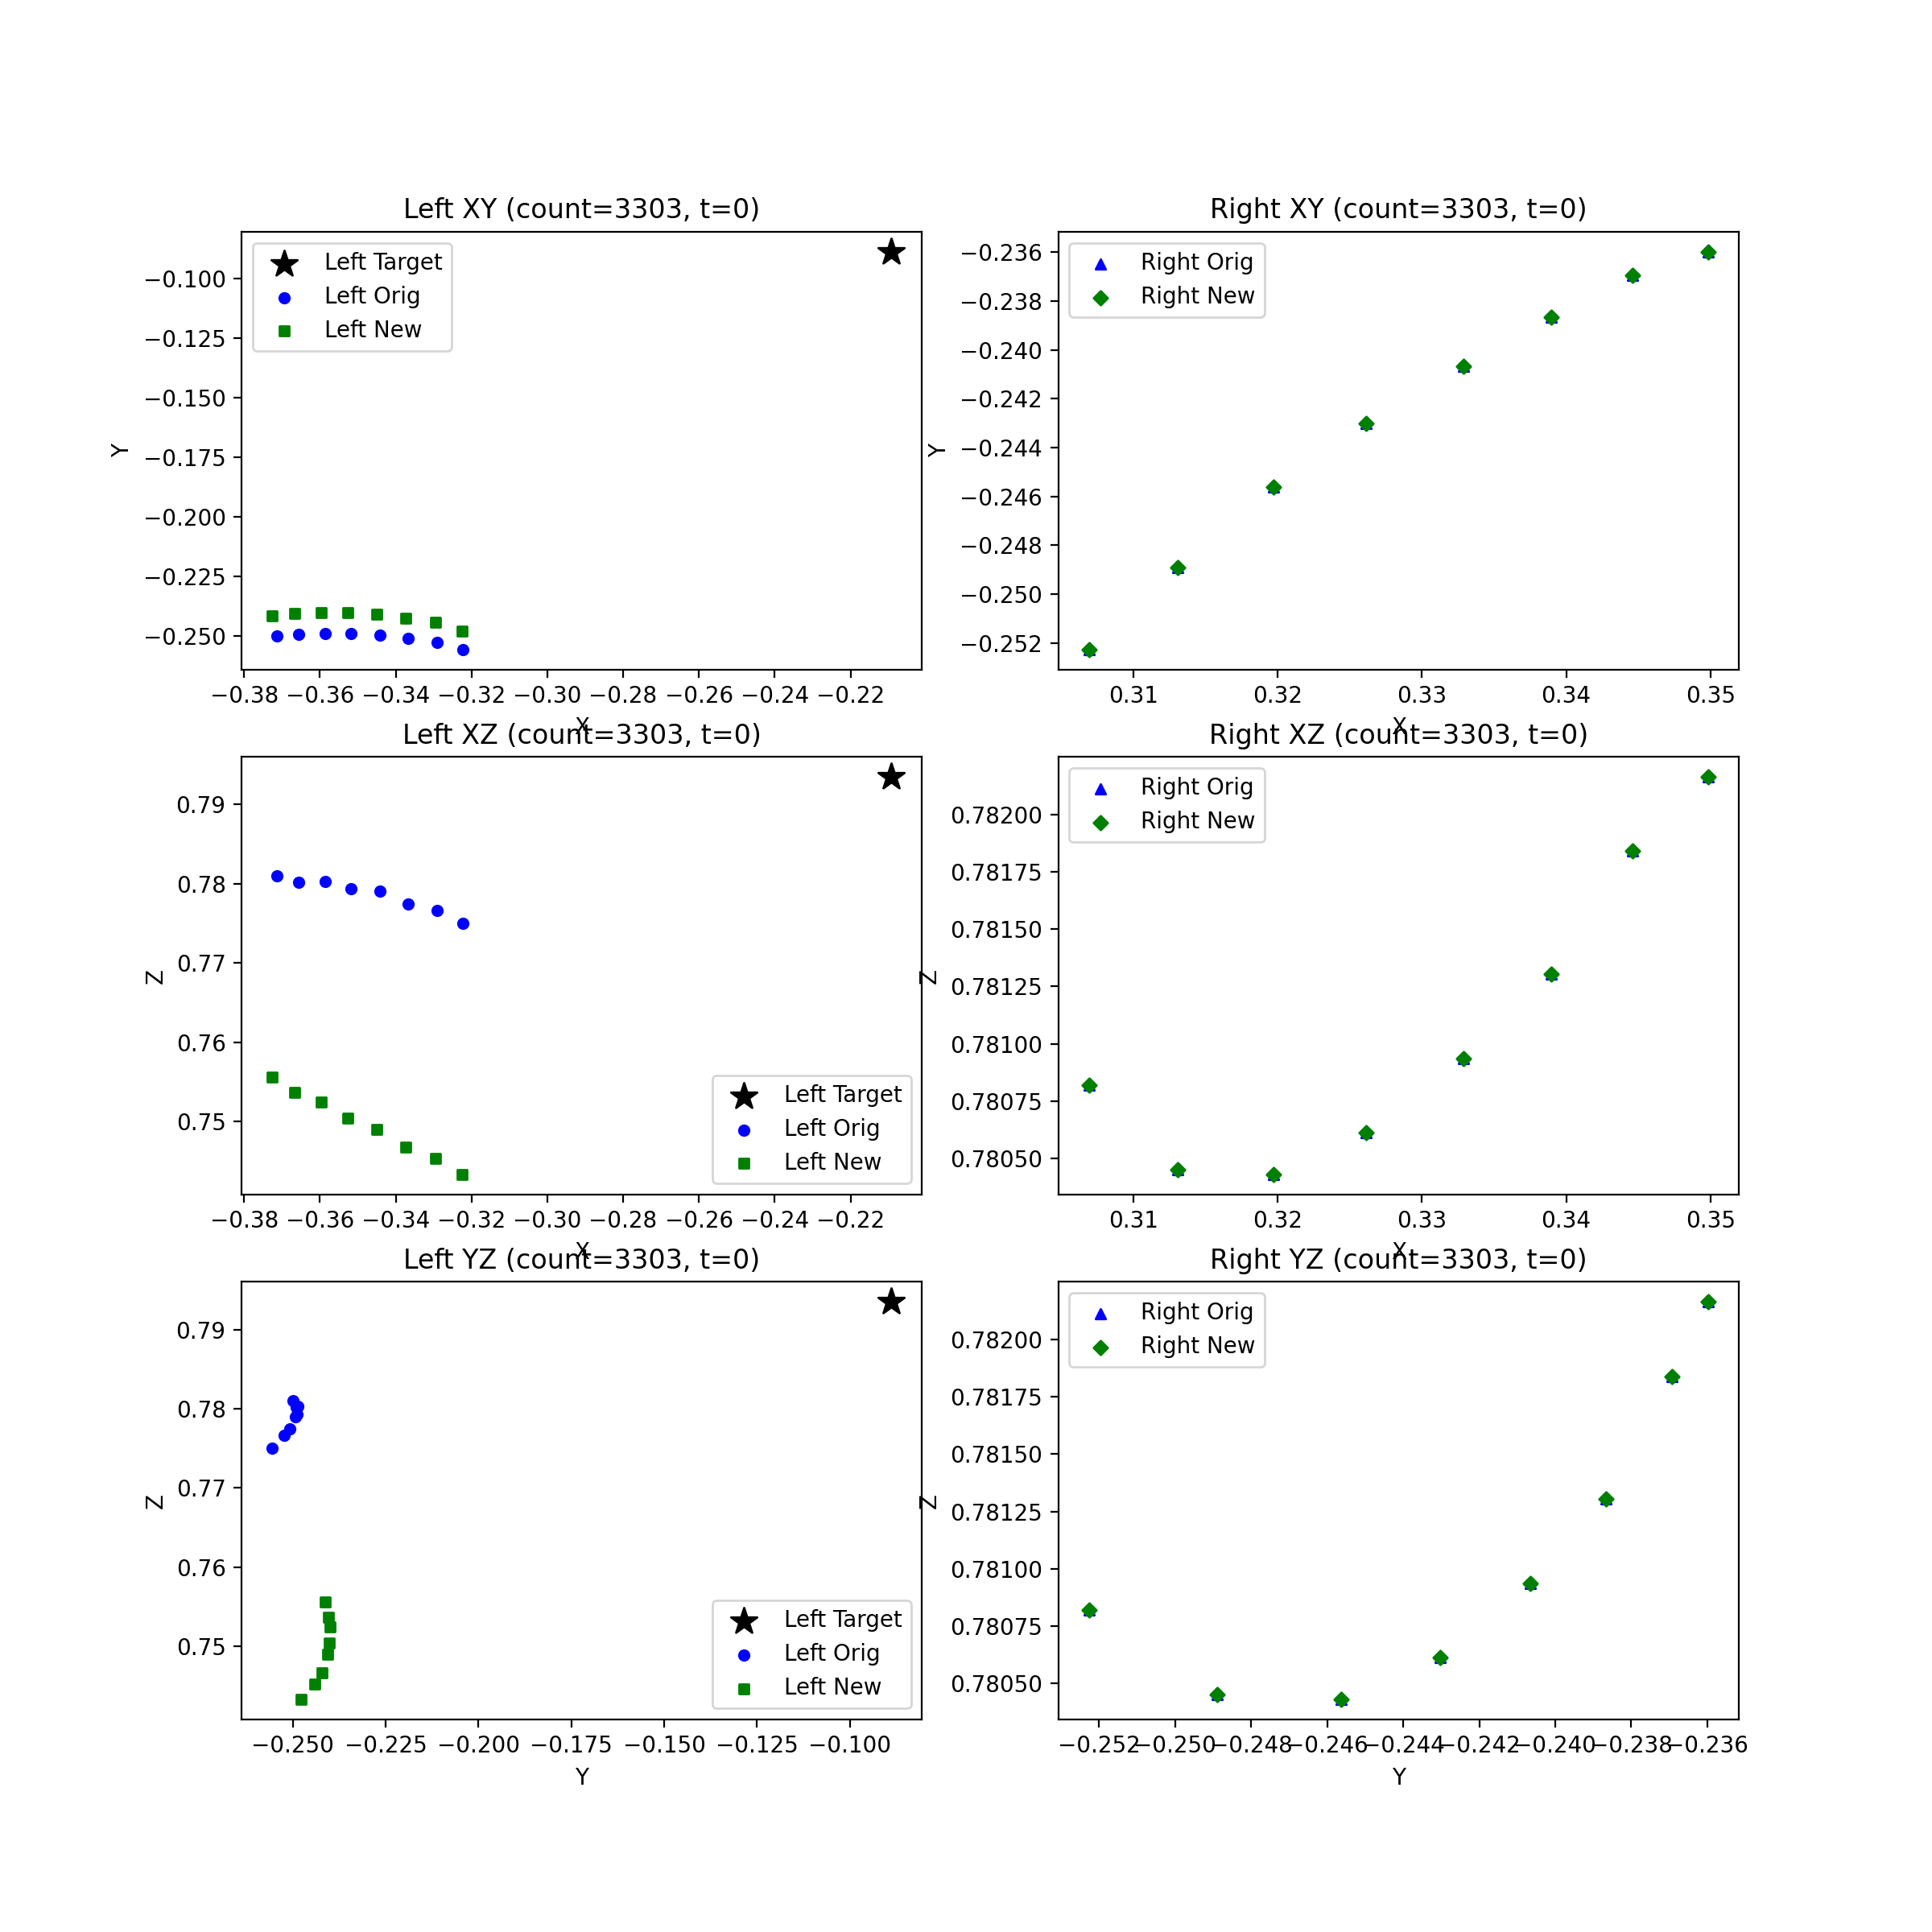 Left XY (count=3303, t=0)
Left Target
Left Orig
Left New
−0.100
−0.125
−0.150
−0.175
−0.200
−0.225
−0.250
Y
−0.38 −0.36 −0.34 −0.32 −0.30 −0.28 −0.26 −0.24 −0.22
X
Right XY (count=3303, t=0)
Right Orig
Right New
−0.236
−0.238
−0.240
−0.242
−0.244
−0.246
−0.248
−0.250
−0.252
Y
0.31 0.32 0.33 0.34 0.35
X
Left XZ (count=3303, t=0)
0.79
0.78
0.77
0.76
0.75
Z
Left Target
Left Orig
Left New
−0.38 −0.36 −0.34 −0.32 −0.30 −0.28 −0.26 −0.24 −0.22
X
Right XZ (count=3303, t=0)
Right Orig
Right New
0.78200
0.78175
0.78150
0.78125
0.78100
0.78075
0.78050
Z
0.31 0.32 0.33 0.34 0.35
X
Left YZ (count=3303, t=0)
0.79
0.78
0.77
0.76
0.75
Z
Left Target
Left Orig
Left New
−0.250 −0.225 −0.200 −0.175 −0.150 −0.125 −0.100
Y
Right YZ (count=3303, t=0)
Right Orig
Right New
0.78200
0.78175
0.78150
0.78125
0.78100
0.78075
0.78050
Z
−0.252 −0.250 −0.248 −0.246 −0.244 −0.242 −0.240 −0.238 −0.236
Y